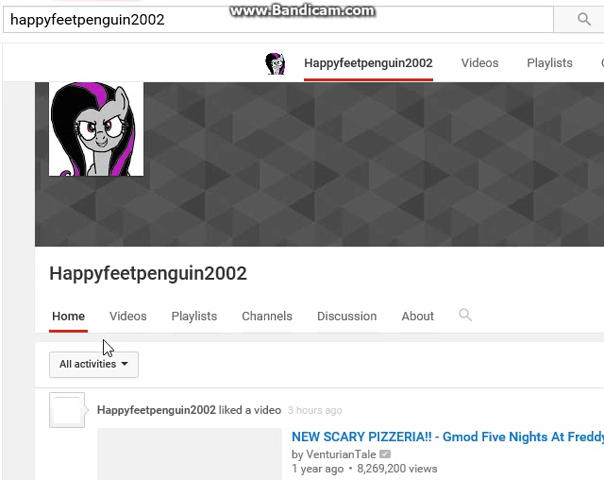 www.Bandicam.com
happyfeetpenguin2002
Happyfeetpenguin2002 Videos Playlists
Happyfeetpenguin2002
Home Videos Playlists Channels Discussion About
All activities
Happyfeetpenguin2002 liked a video 3 hours ago
NEW SCARY PIZZERIA!! - Gmod Five Nights At Freddy
by VenturianTale
1 year ago • 8,269,200 views